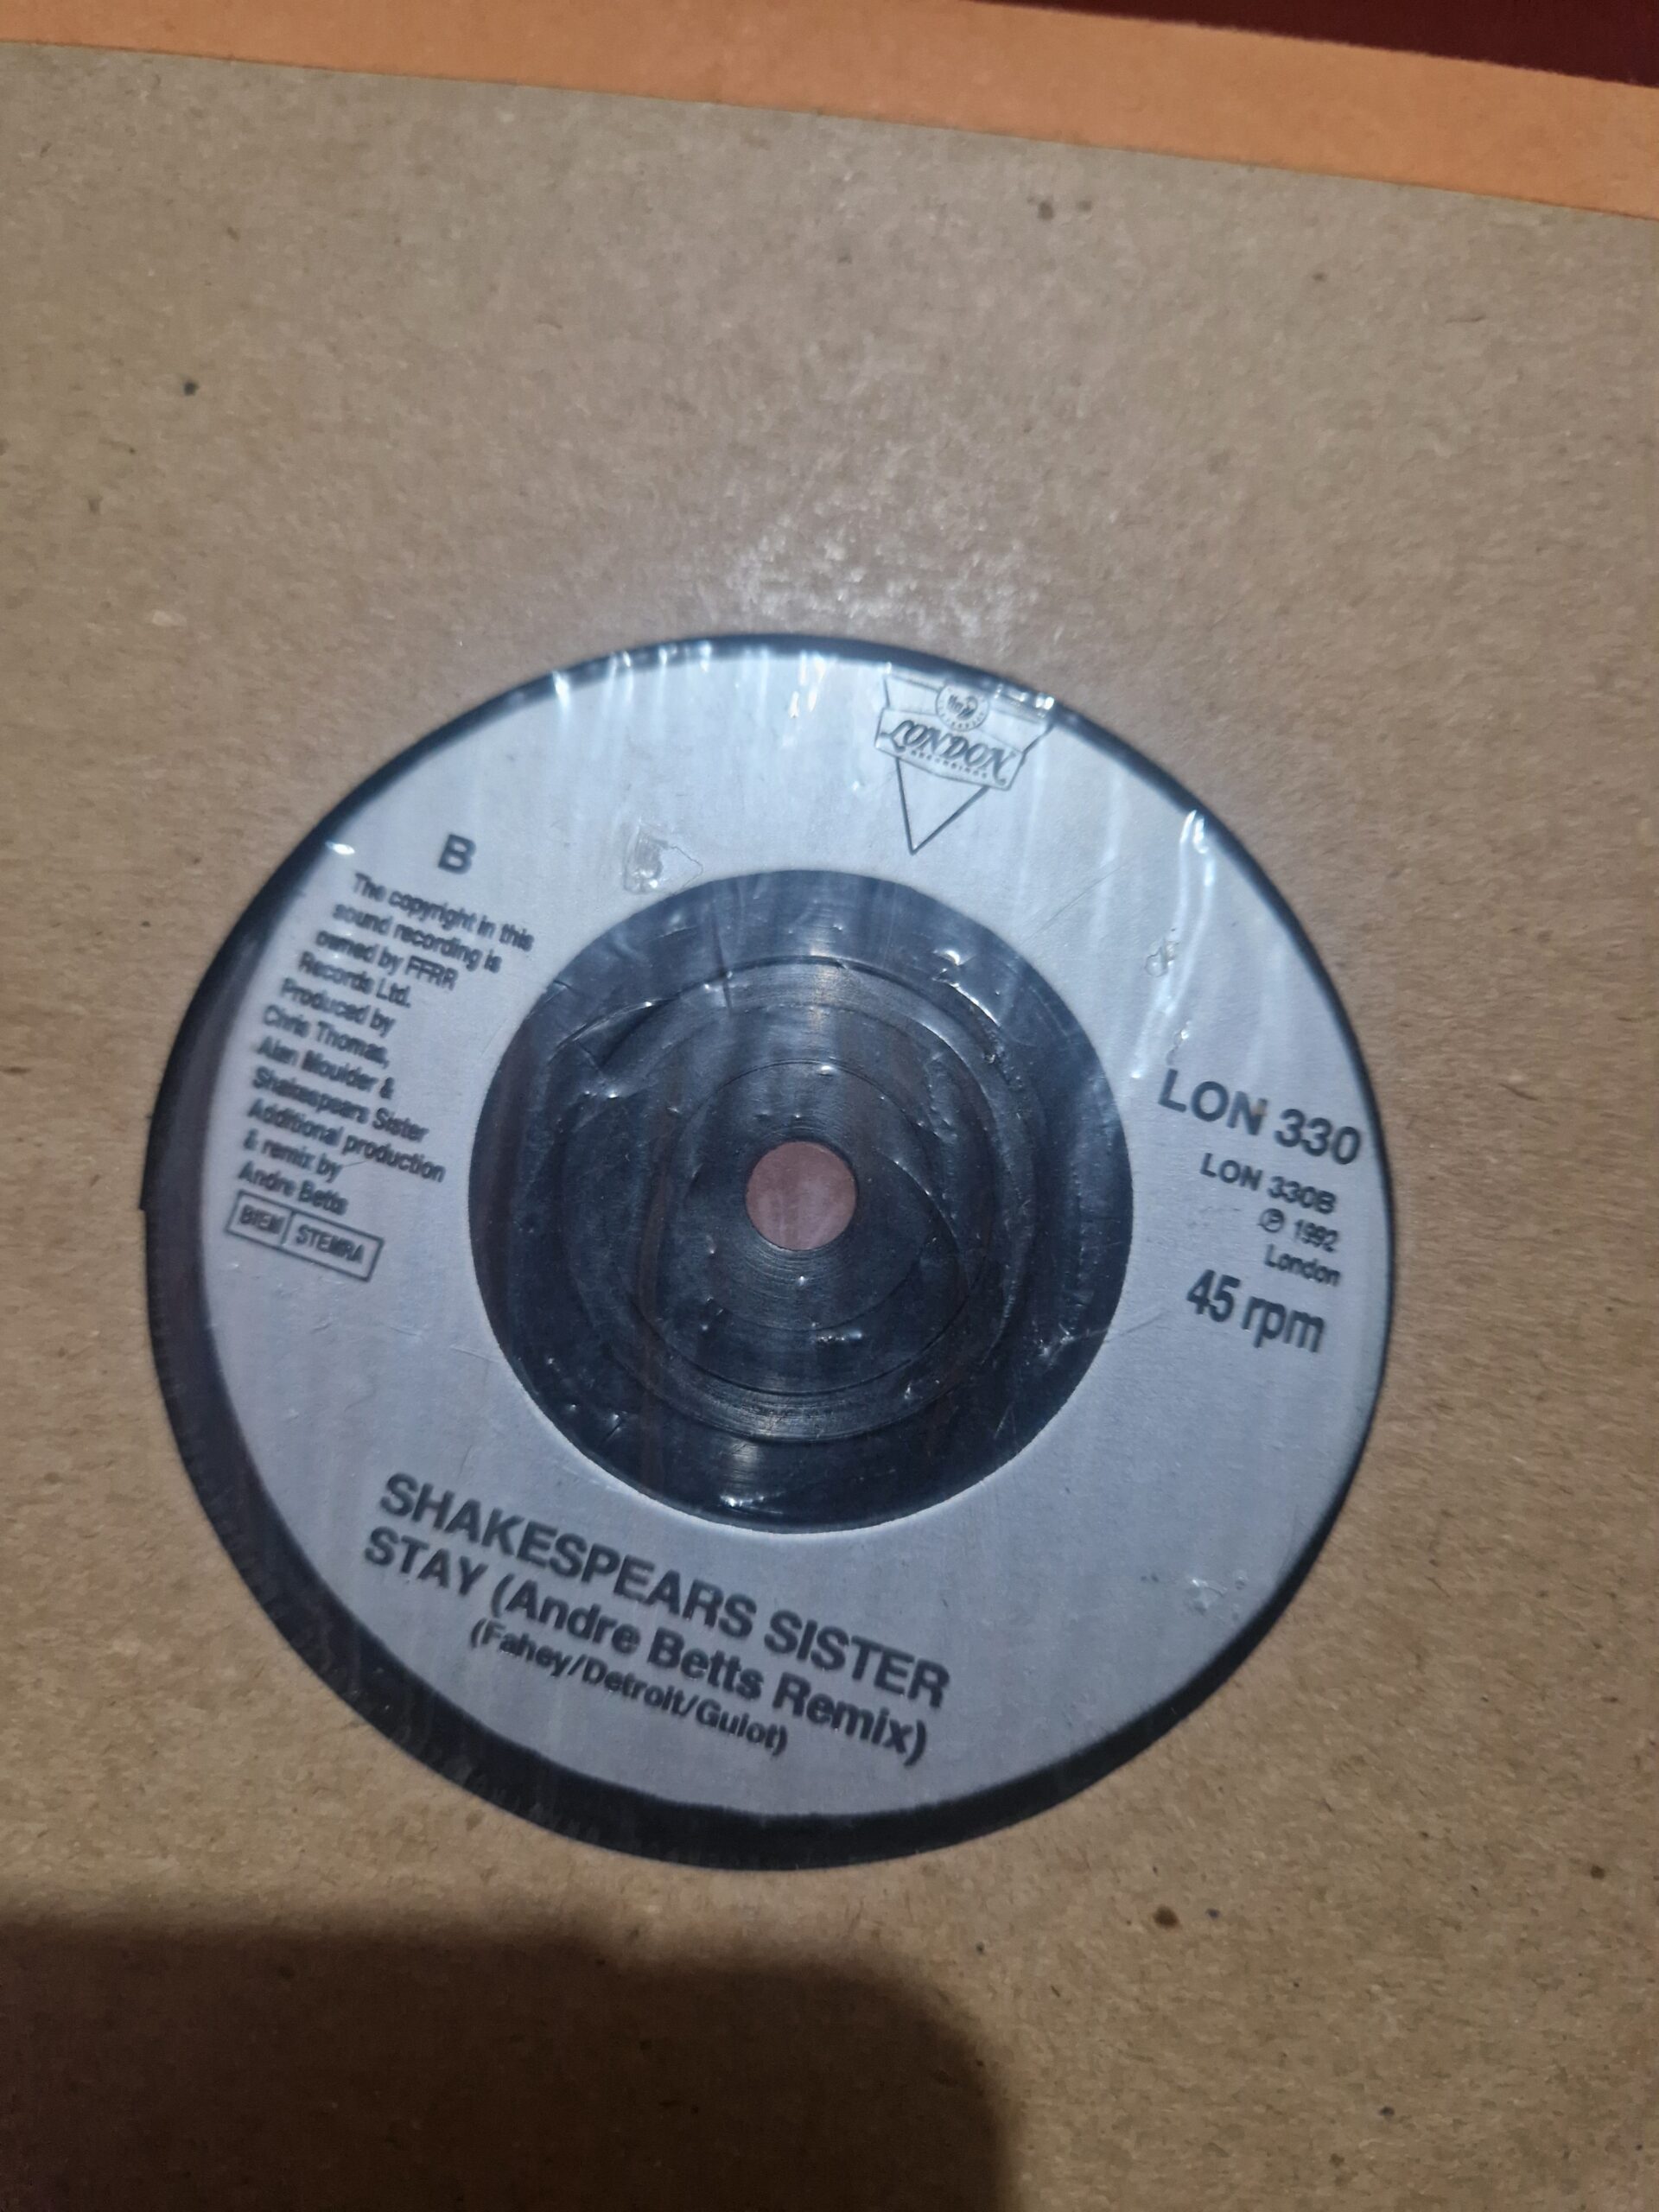 LONDON
RECORDINGS
B
The copyright in this
sound recording is
owned by FFRR
Records Ltd.
Produced by
Chris Thomas,
Alan Moulder &
Shakespears Sister
Additional production
& remix by
Andre Betts
BIEM STEMRA
LON 330
LON 330B
℗ 1992
London
45 rpm
SHAKESPEARS SISTER
STAY (Andre Betts Remix)
(Fahey/Detroit/Guiot)